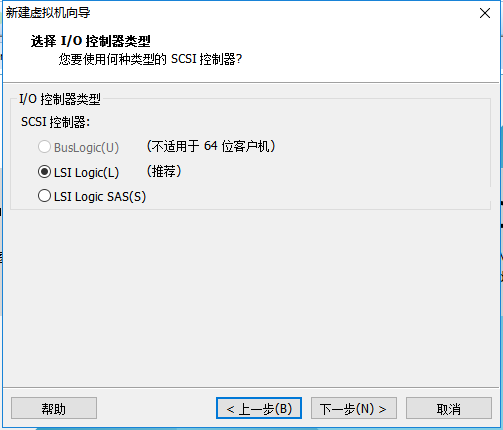 新建虚拟机向导
选择 I/O 控制器类型
您要使用何种类型的 SCSI 控制器?
I/O 控制器类型
SCSI 控制器:
BusLogic(U) (不适用于 64 位客户机)
LSI Logic(L) (推荐)
LSI Logic SAS(S)
帮助 < 上一步(B) 下一步(N) > 取消